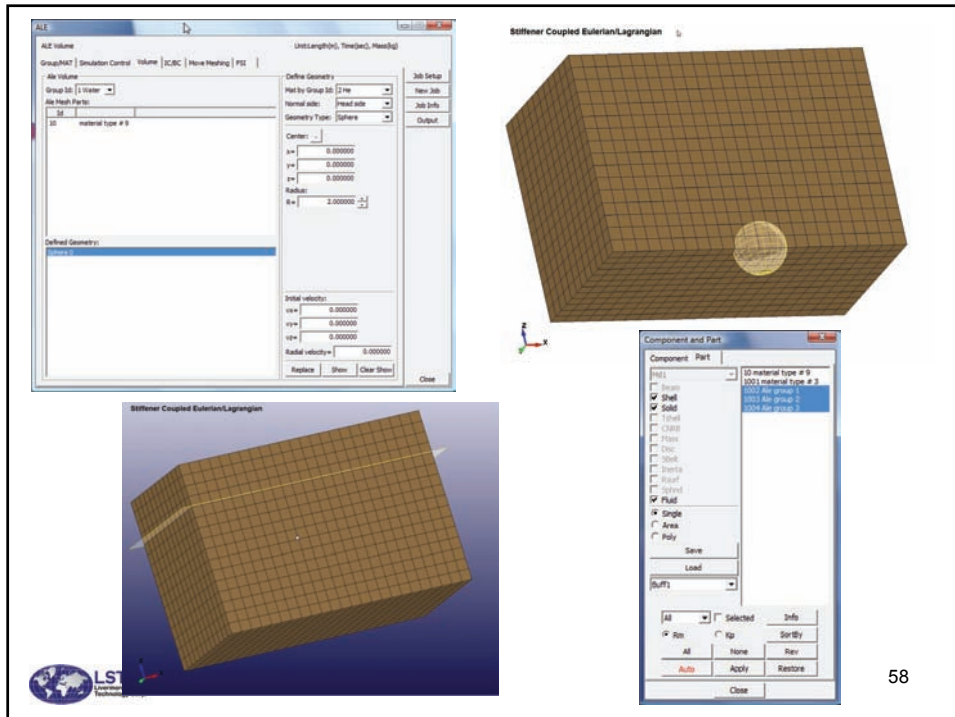 ALE
ALE Volume
Unit:Length(m), Time(sec), Mass(kg)
Group/MAT Simulation Control Volume IC/BC Move Meshing FSI
Ale Volume
Group Id: 1 Water
Ale Mesh Parts:
Id
10 material type # 9
Defined Geometry:
Sphere:()
Define Geometry
Mat by Group Id: 2 He
Normal side: Head side
Geometry Type: Sphere
Center: .
x= 0.000000
y= 0.000000
z= 0.000000
Radius:
R= 2.000000
Initial velocity:
vx= 0.000000
vy= 0.000000
vz= 0.000000
Radial velocity= 0.000000
Replace Show Clear Show
Job Setup
New Job
Job Info
Output
Close
Stiffener Coupled Eulerian/Lagrangian
Z
Y
X
Stiffener Coupled Eulerian/Lagrangian
LST
Livermore
Technology
Component and Part
Component Part
Mdl1
Beam
Shell
Solid
Tshell
CNRB
Mass
Disc
SBelt
Inertia
Rsurf
Sphnd
Fluid
Single
Area
Poly
Save
Load
Buff1
10 material type # 9
1001 material type # 3
1002 Ale group 1
1003 Ale group 2
1004 Ale group 3
All Selected Info
Rm Kp SortBy
All None Rev
Auto Apply Restore
Close
58